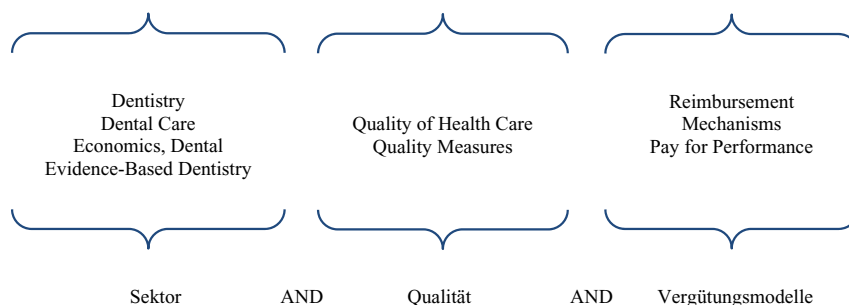 Dentistry
Dental Care
Economics, Dental
Evidence-Based Dentistry
Quality of Health Care
Quality Measures
Reimbursement
Mechanisms
Pay for Performance
Sektor AND Qualität AND Vergütungsmodelle